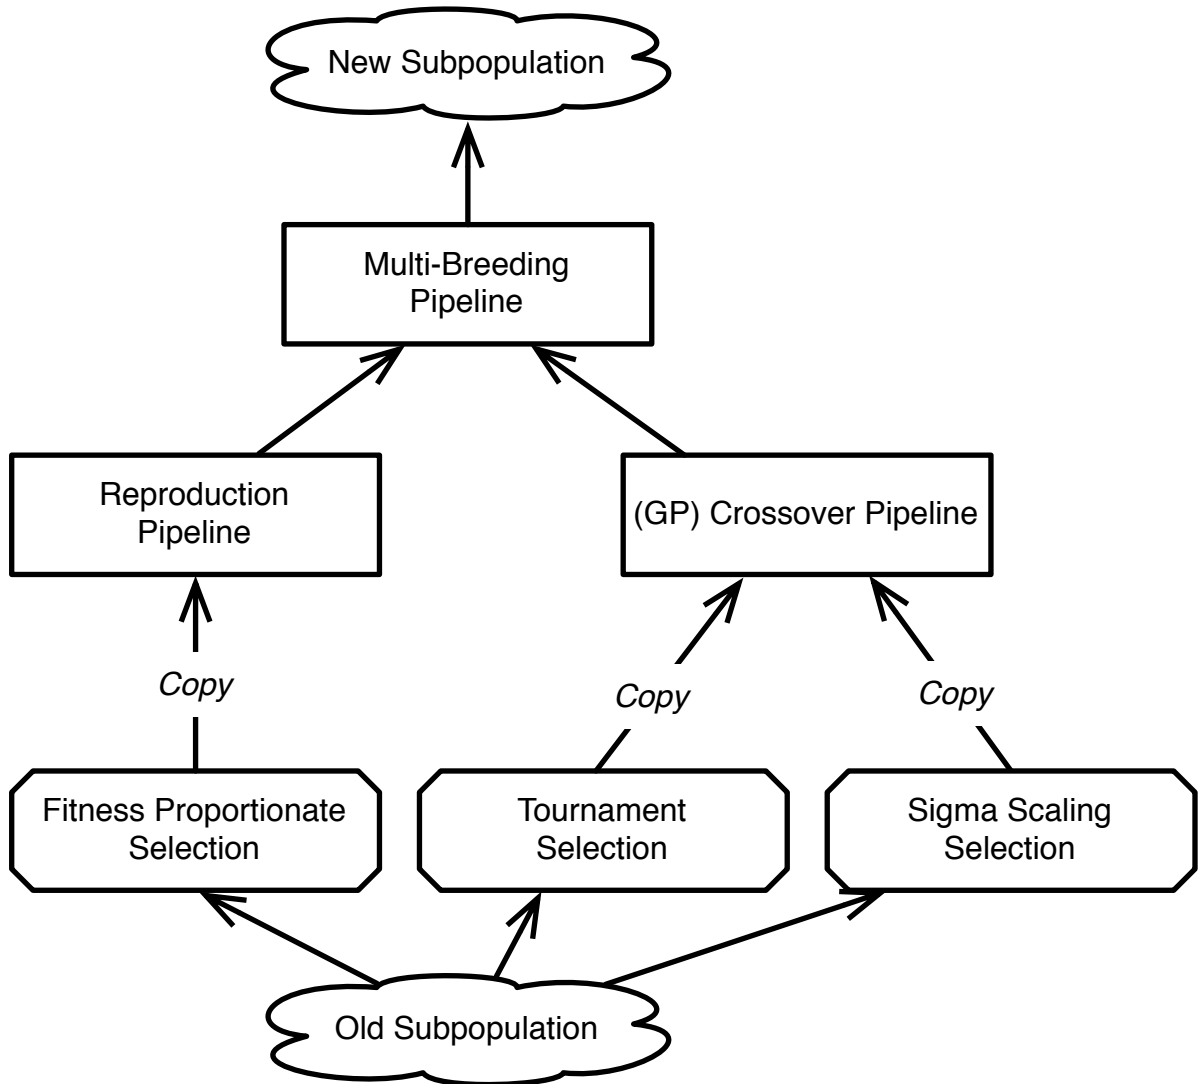 New Subpopulation
Multi-Breeding
Pipeline
Reproduction
Pipeline
(GP) Crossover Pipeline
Copy
Copy
Copy
Fitness Proportionate
Selection
Tournament
Selection
Sigma Scaling
Selection
Old Subpopulation